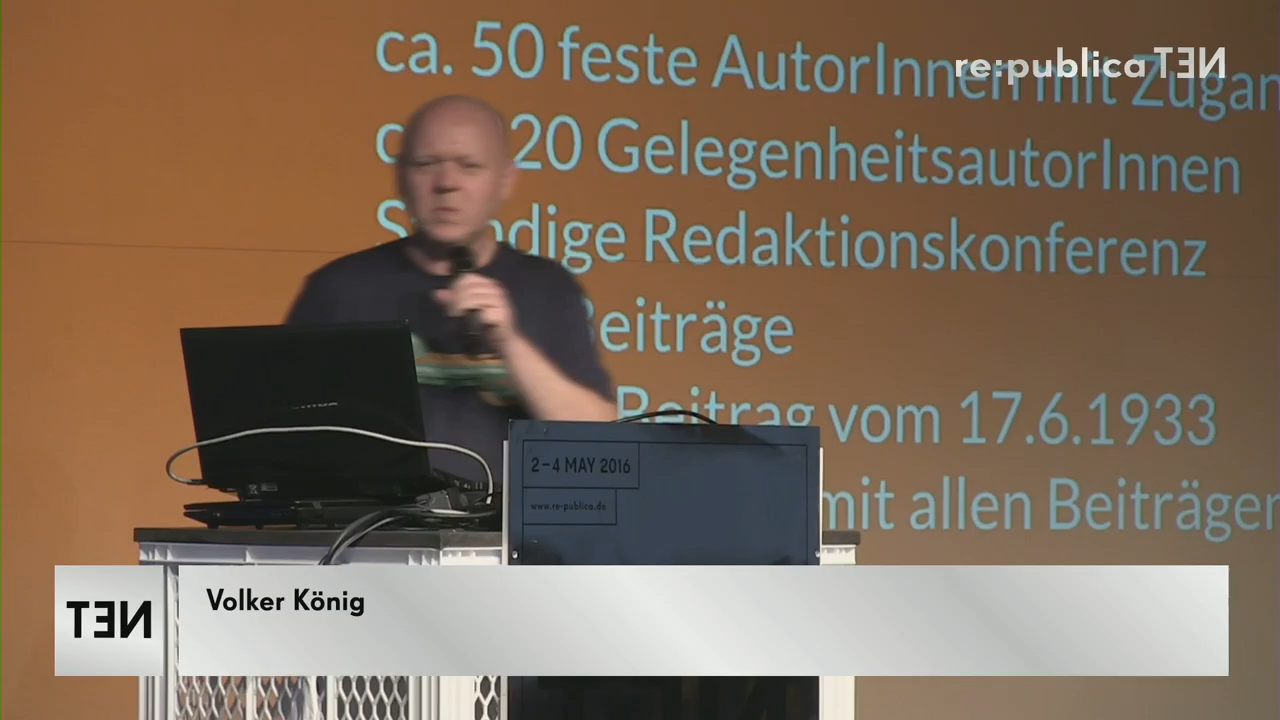 ca. 50 feste AutorInnen mit Zugan
re:publica TEN
20 GelegenheitsautorInnen
Ständige Redaktionskonferenz
Beiträge
Beitrag vom 17.6.1933
mit allen Beiträgen
2–4 MAY 2016
www.re-publica.de
TEN
Volker König